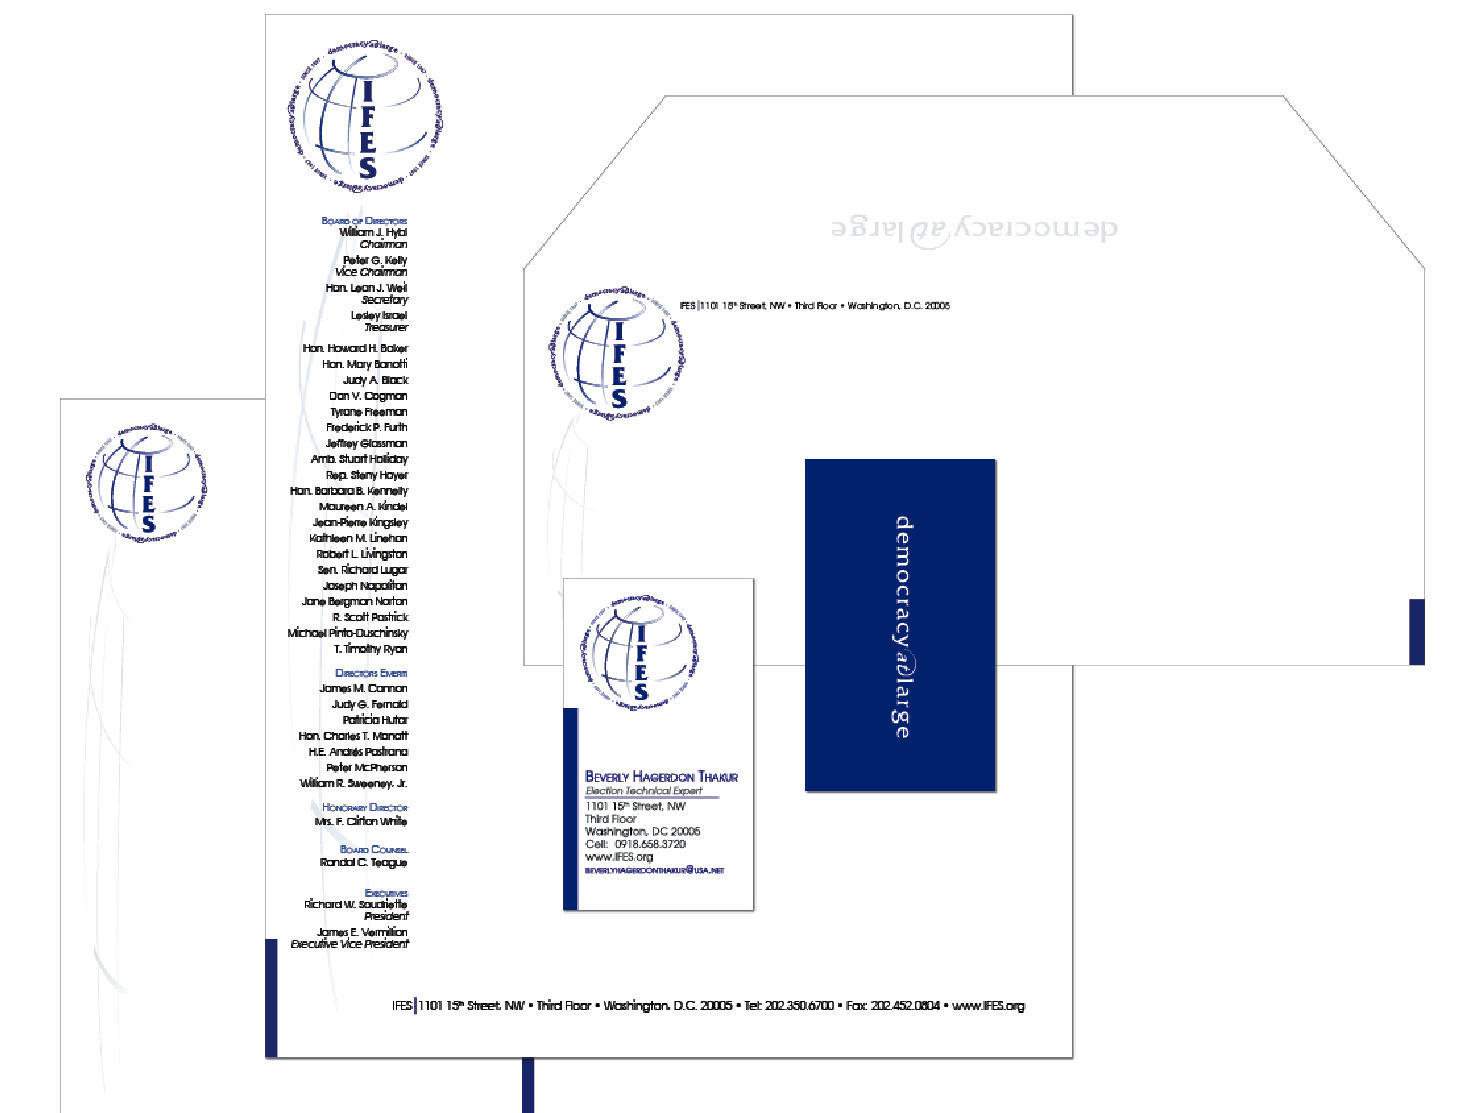 IFES
BOARD OF DIRECTORS
William J. Hybl
Chairman
Peter G. Kelly
Vice Chairman
Hon. Leon J. Weil
Secretary
Lesley Israel
Treasurer
Hon. Howard H. Baker
Hon. Mary Banotti
Judy A. Black
Dan V. Cogman
Tyrone Freeman
Frederick P. Furth
Jeffrey Glassman
Amb. Stuart Holliday
Rep. Steny Hoyer
Hon. Barbara B. Kennelly
Maureen A. Kindel
Jean-Pierre Kingsley
Kathleen M. Linehan
Robert L. Livingston
Sen. Richard Lugar
Joseph Napolitan
Jane Bergman Norton
R. Scott Pastrick
Michael Pinto-Duschinsky
T. Timothy Ryan
DIRECTORS EMERITI
James M. Cannon
Judy G. Fernald
Patricia Hutar
Hon. Charles T. Manatt
H.E. Andrés Pastrana
Peter McPherson
William R. Sweeney, Jr.
HONORARY DIRECTOR
Mrs. F. Clifton White
BOARD COUNSEL
Randal C. Teague
EXECUTIVES
Richard W. Soudriette
President
James E. Vermillion
Executive Vice President
IFES | 1101 15th Street, NW • Third Floor • Washington, D.C. 20005 • Tel: 202.350.6700 • Fax: 202.452.0804 • www.IFES.org
democracy at large
IFES | 1101 15th Street, NW • Third Floor • Washington, D.C. 20005
IFES
IFES
IFES
BEVERLY HAGERDON THAKUR
Election Technical Expert
1101 15th Street, NW
Third Floor
Washington, DC 20005
Cell: 0918.658.3720
www.IFES.org
BEVERLYHAGERDONTHAKUR@USA.NET
democracy at large